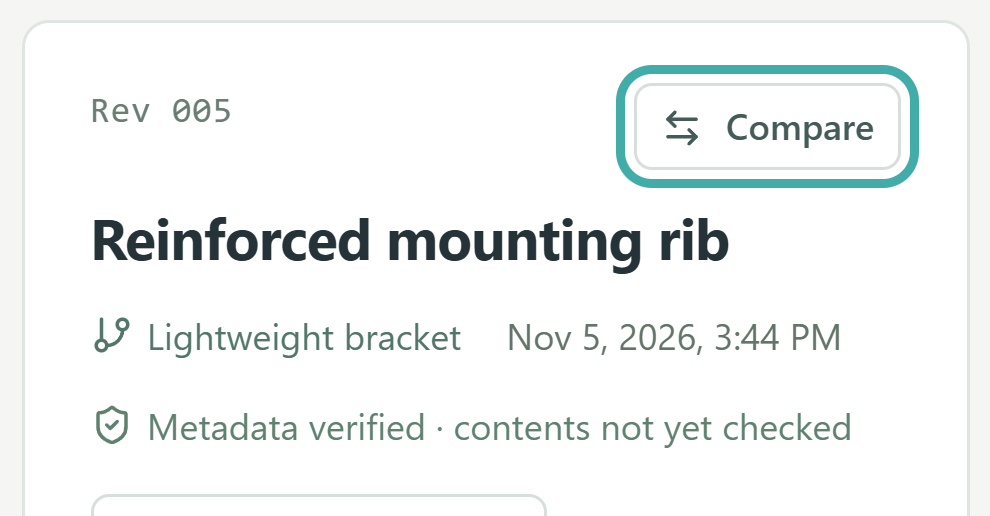 Rev 005
Compare
Reinforced mounting rib
Lightweight bracket Nov 5, 2026, 3:44 PM
Metadata verified · contents not yet checked